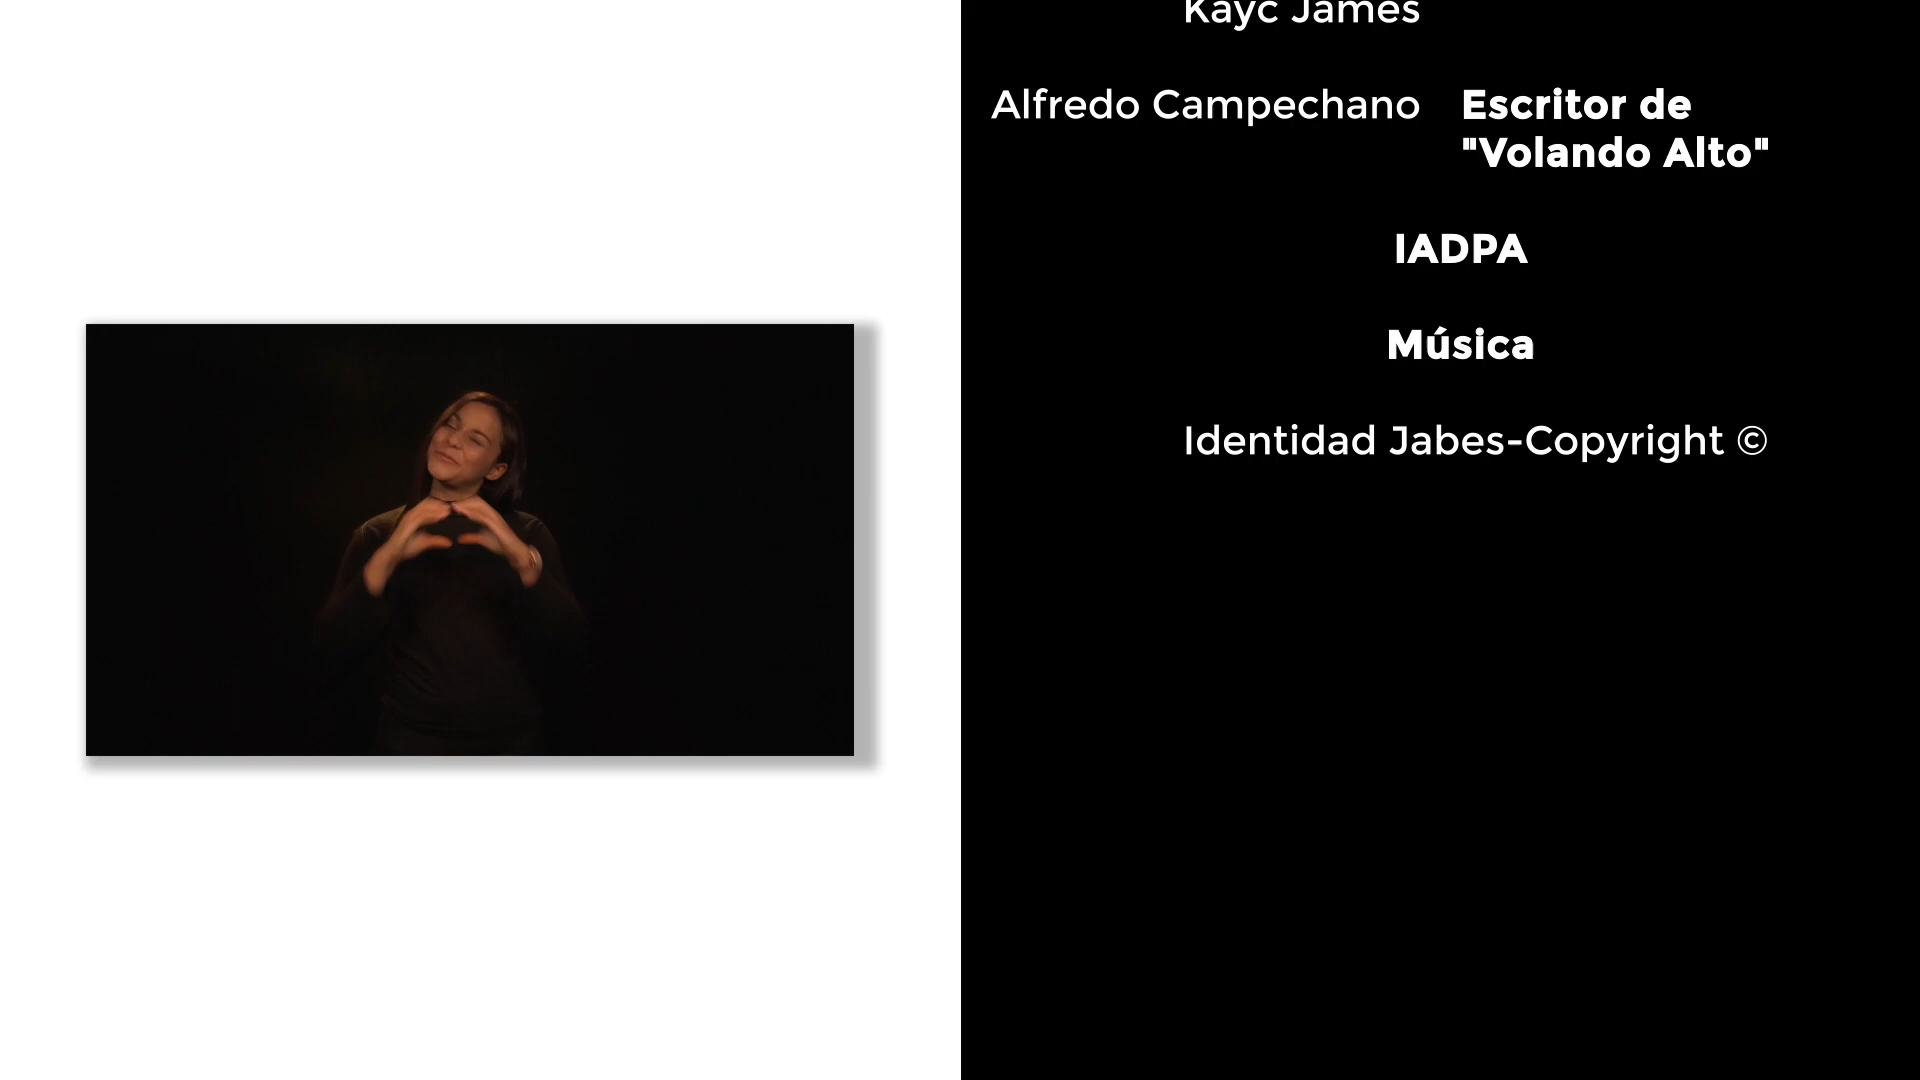 Kayc James
Alfredo Campechano Escritor de
"Volando Alto"
IADPA
Música
Identidad Jabes-Copyright ©